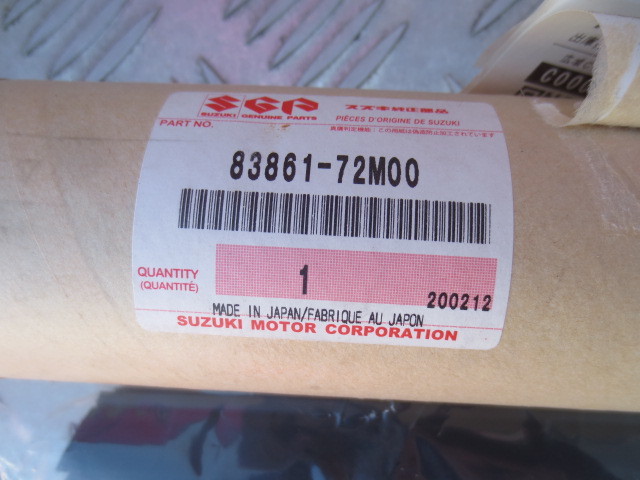 SGP スズキ純正部品
SUZUKI GENUINE PARTS PIÈCES D'ORIGINE DE SUZUKI
PART NO.
83861-72M00
QUANTITY
(QUANTITÉ)
1
200212
MADE IN JAPAN/FABRIQUE AU JAPON
SUZUKI MOTOR CORPORATION